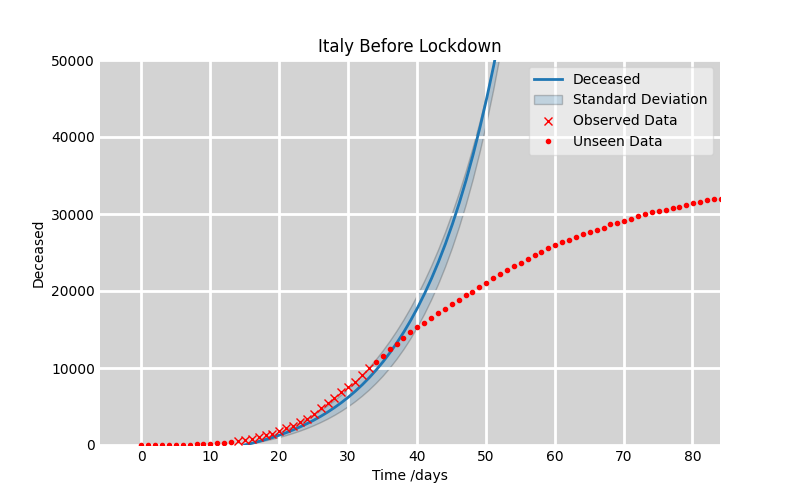 Italy Before Lockdown
50000
40000
30000
20000
10000
0
Deceased
Deceased
Standard Deviation
Observed Data
Unseen Data
0 10 20 30 40 50 60 70 80
Time /days